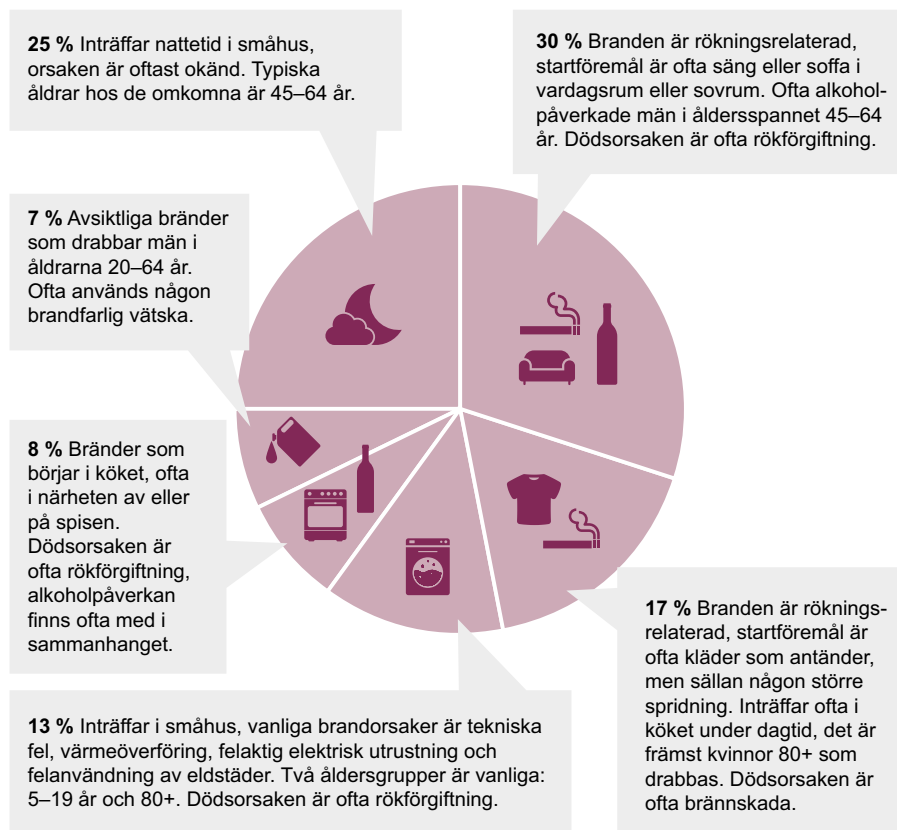 25 % Inträffar nattetid i småhus,
orsaken är oftast okänd. Typiska
åldrar hos de omkomna är 45–64 år.
30 % Branden är rökningsrelaterad,
startföremål är ofta säng eller soffa i
vardagsrum eller sovrum. Ofta alkohol-
påverkade män i åldersspannet 45–64
år. Dödsorsaken är ofta rökförgiftning.
7 % Avsiktliga bränder
som drabbar män i
åldrarna 20–64 år.
Ofta används någon
brandfarlig vätska.
8 % Bränder som
börjar i köket, ofta
i närheten av eller
på spisen.
Dödsorsaken är
ofta rökförgiftning,
alkoholpåverkan
finns ofta med i
sammanhanget.
17 % Branden är röknings-
relaterad, startföremål är
ofta kläder som antänder,
men sällan någon större
spridning. Inträffar ofta i
köket under dagtid, det är
främst kvinnor 80+ som
drabbas. Dödsorsaken är
ofta brännskada.
13 % Inträffar i småhus, vanliga brandorsaker är tekniska
fel, värmeöverföring, felaktig elektrisk utrustning och
felanvändning av eldstäder. Två åldersgrupper är vanliga:
5–19 år och 80+. Dödsorsaken är ofta rökförgiftning.